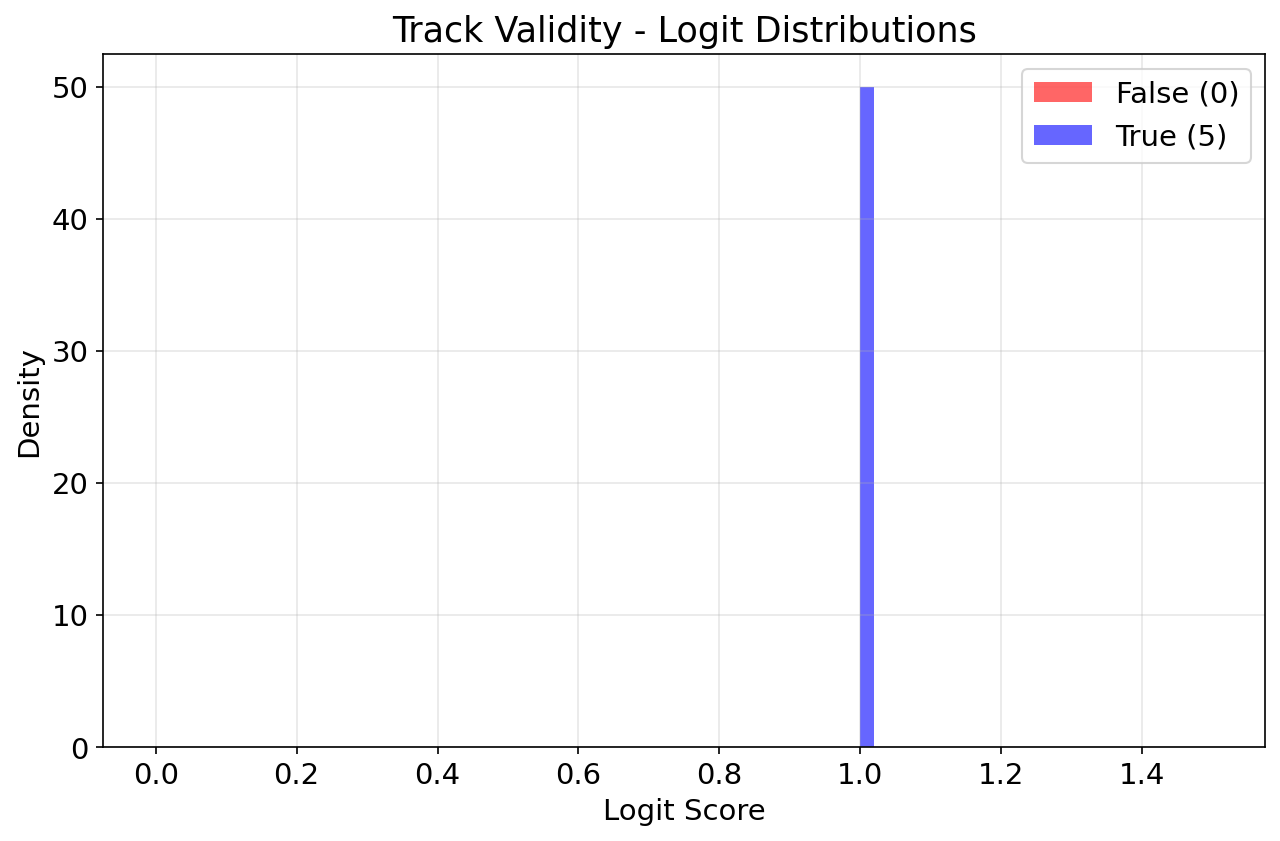 Track Validity - Logit Distributions
False (0)
True (5)
50
40
30
20
10
0
Density
0.0 0.2 0.4 0.6 0.8 1.0 1.2 1.4
Logit Score